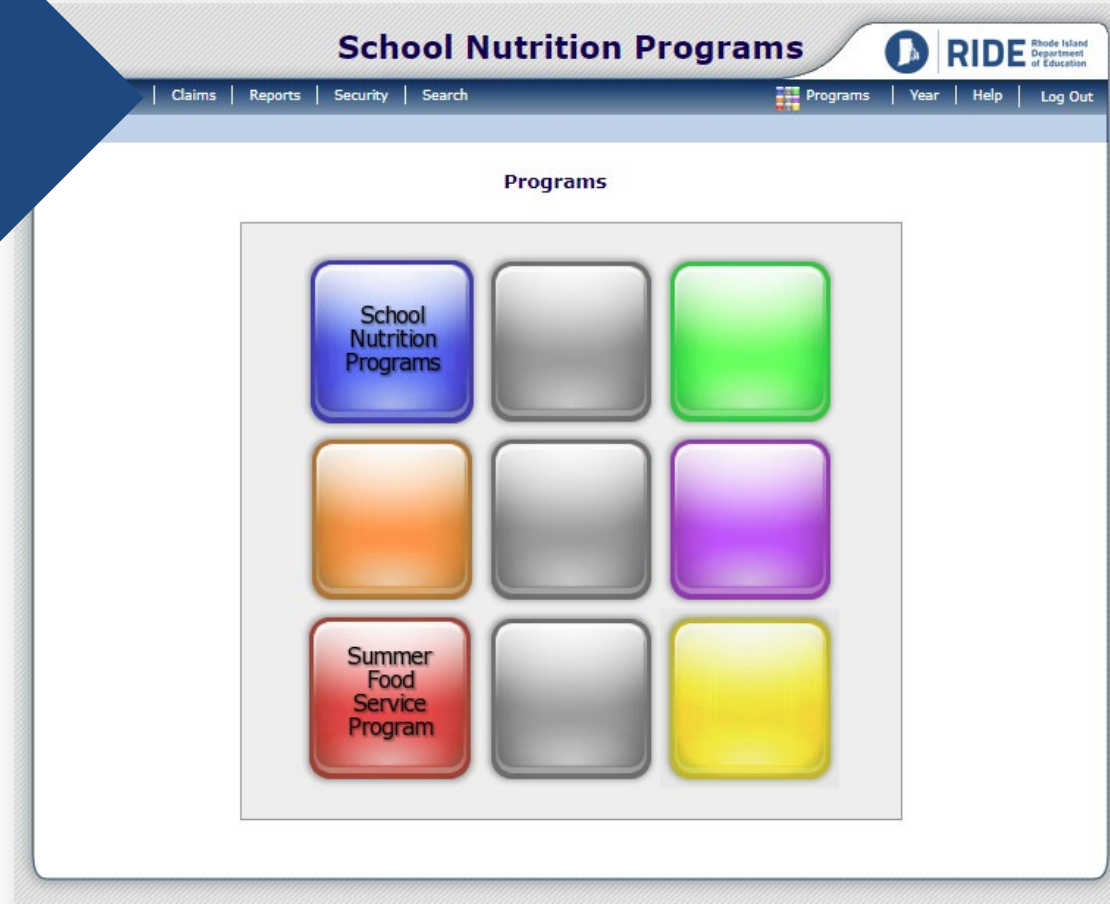 School Nutrition Programs
RIDE
Rhode Island
Department
of Education
| Claims | Reports | Security | Search
Programs | Year | Help | Log Out
Programs
School
Nutrition
Programs
Summer
Food
Service
Program